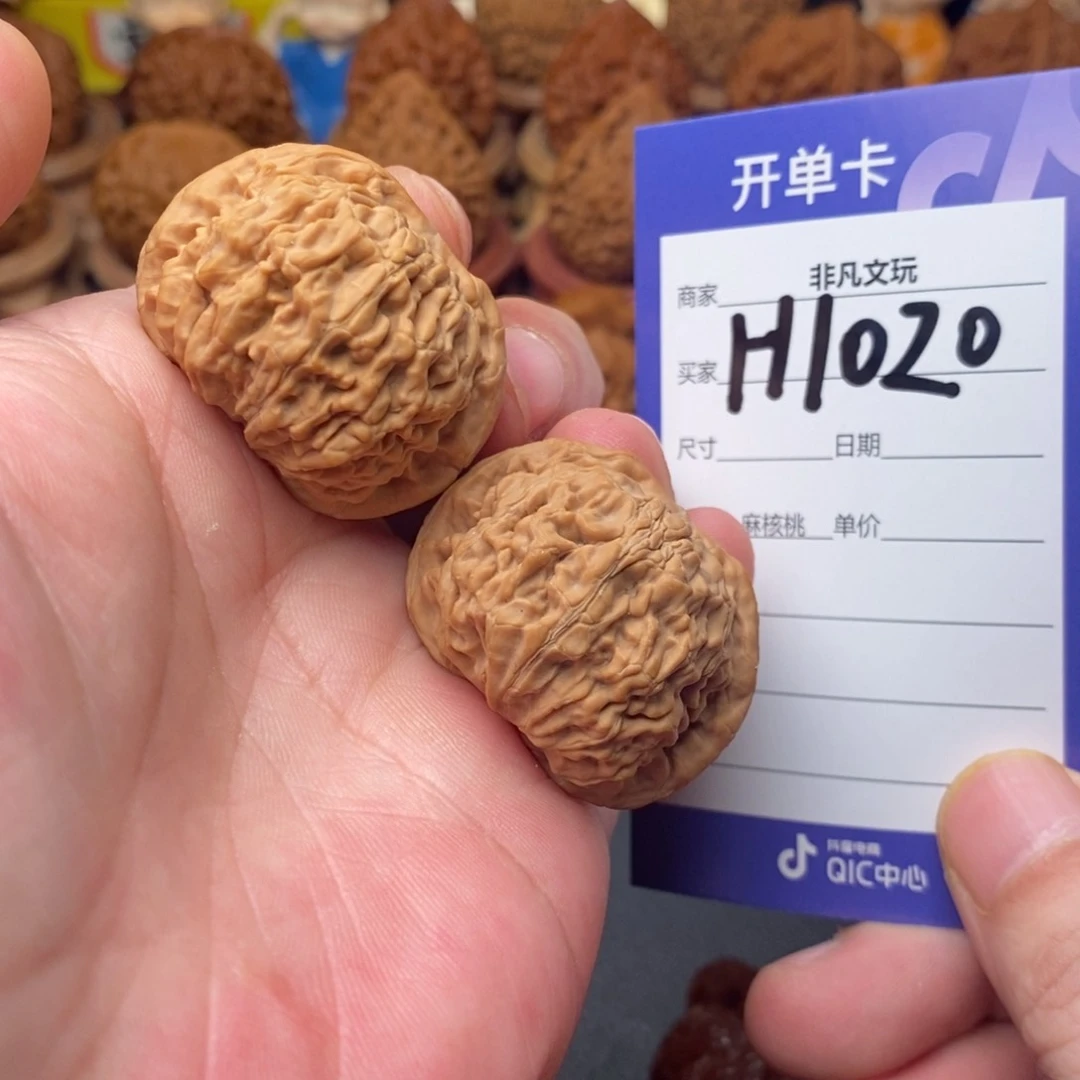 开单卡
商家 非凡文玩
买家 H1020
尺寸 日期
麻核桃 单价
抖音电商
QIC中心